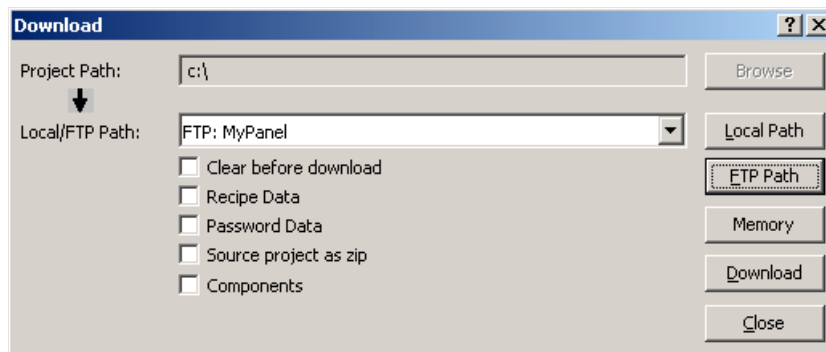 Download
Project Path: c:\ Browse
Local/FTP Path: FTP: MyPanel Local Path
Clear before download
FTP Path
Recipe Data
Password Data Memory
Source project as zip
Download
Components
Close